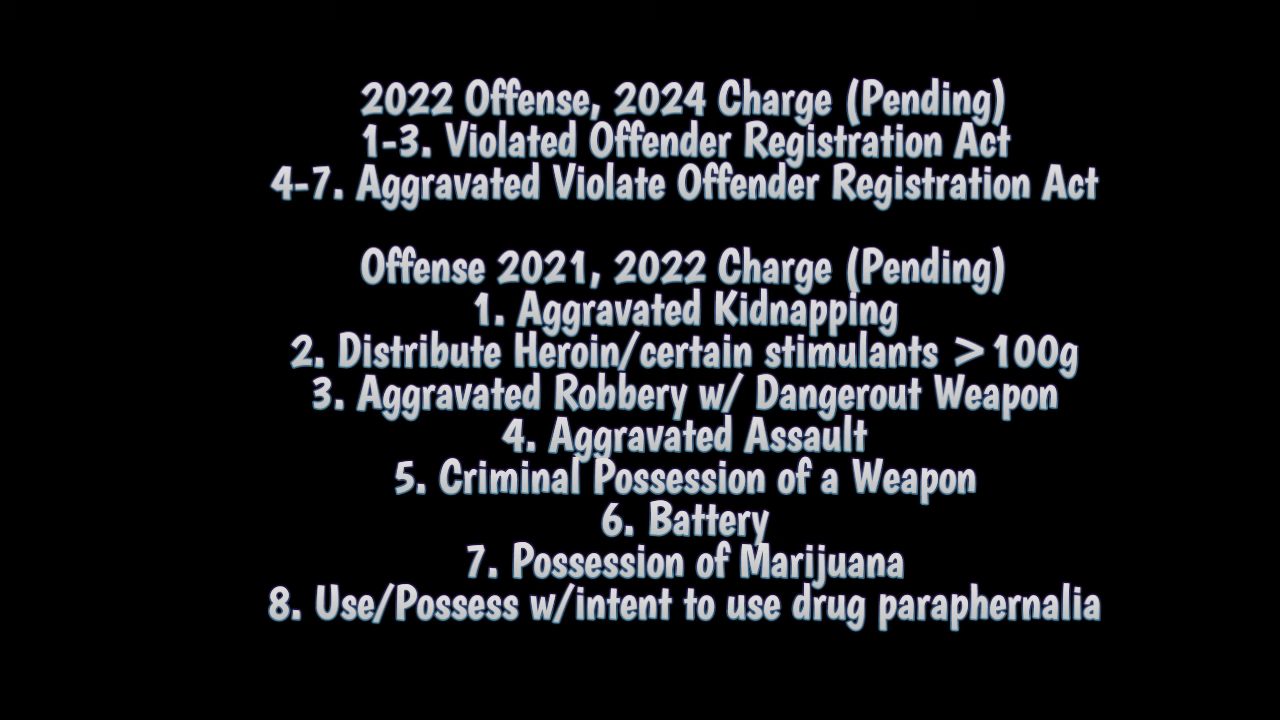 2022 Offense, 2024 Charge (Pending)
1-3. Violated Offender Registration Act
4-7. Aggravated Violate Offender Registration Act
Offense 2021, 2022 Charge (Pending)
1. Aggravated Kidnapping
2. Distribute Heroin/certain stimulants >100g
3. Aggravated Robbery w/ Dangerout Weapon
4. Aggravated Assault
5. Criminal Possession of a Weapon
6. Battery
7. Possession of Marijuana
8. Use/Possess w/intent to use drug paraphernalia